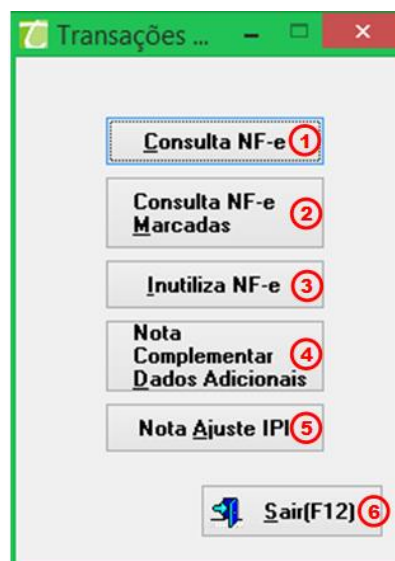 Transações ...
Consulta NF-e 1
Consulta NF-e
Marcadas 2
Inutiliza NF-e 3
Nota
Complementar 4
Dados Adicionais
Nota Ajuste IPI 5
Sair(F12) 6